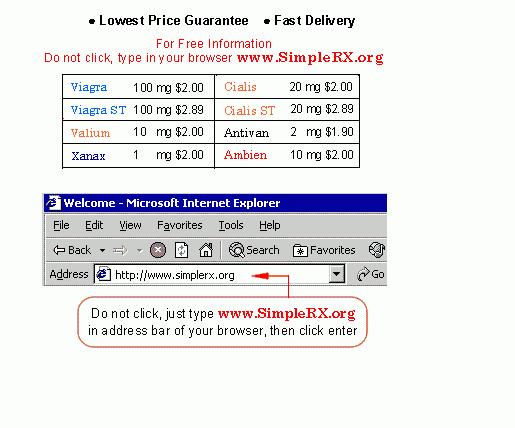 • Lowest Price Guarantee • Fast Delivery
For Free Information
Do not click, type in your browser www.SimpleRX.org
Viagra 100 mg $2.00 Cialis 20 mg $2.00
Viagra ST 100 mg $2.89 Cialis ST 20 mg $2.89
Valium 10 mg $2.00 Antivan 2 mg $1.90
Xanax 1 mg $2.00 Ambien 10 mg $2.00
Welcome - Microsoft Internet Explorer
File Edit View Favorites Tools Help
Back Search Favorites
Address http://www.simplerx.org Go
Do not click, just type www.SimpleRX.org
in address bar of your browser, then click enter